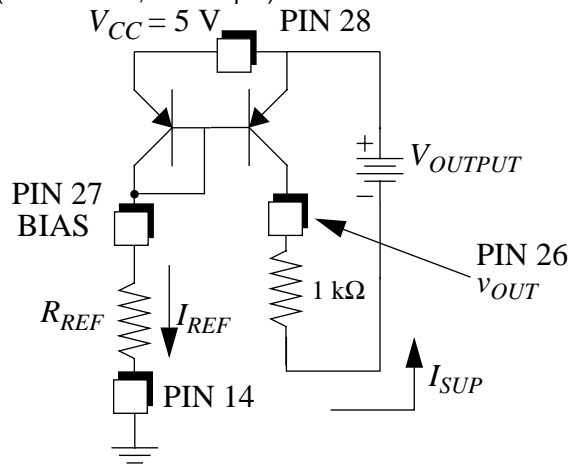 V_CC = 5 V PIN 28
+
V_OUTPUT
–
PIN 27
BIAS
PIN 26
v_OUT
1 kΩ
R_REF
I_REF
PIN 14
I_SUP